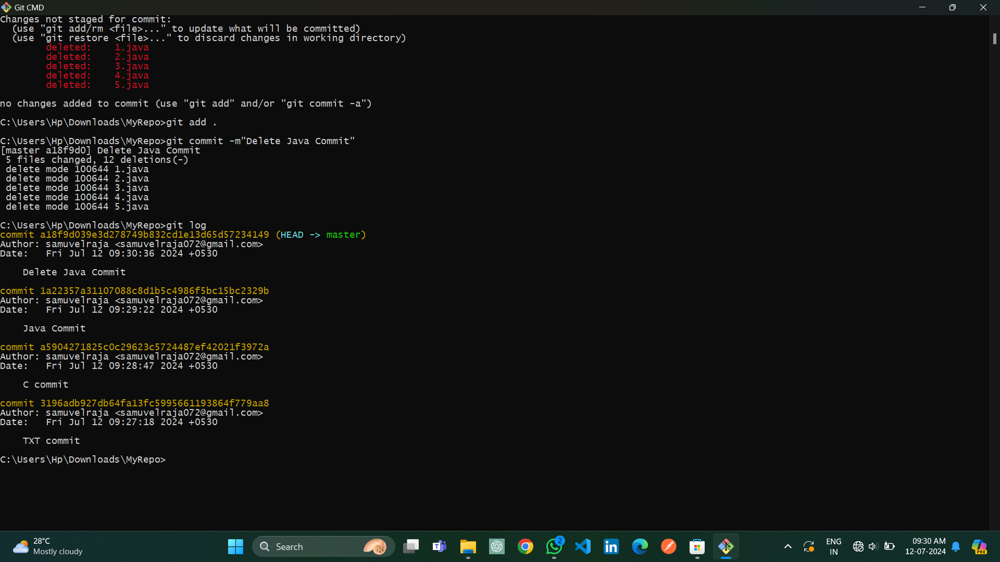 Git CMD
Changes not staged for commit:
  (use "git add/rm <file>..." to update what will be committed)
  (use "git restore <file>..." to discard changes in working directory)
        deleted:    1.java
        deleted:    2.java
        deleted:    3.java
        deleted:    4.java
        deleted:    5.java
no changes added to commit (use "git add" and/or "git commit -a")
C:\Users\Hp\Downloads\MyRepo>git add .
C:\Users\Hp\Downloads\MyRepo>git commit -m"Delete Java Commit"
[master a18f9d0] Delete Java Commit
 5 files changed, 12 deletions(-)
 delete mode 100644 1.java
 delete mode 100644 2.java
 delete mode 100644 3.java
 delete mode 100644 4.java
 delete mode 100644 5.java
C:\Users\Hp\Downloads\MyRepo>git log
commit a18f9d039e3d278749b832cd1e13d65d57234149 (HEAD -> master)
Author: samuvelraja <samuvelraja072@gmail.com>
Date:   Fri Jul 12 09:30:36 2024 +0530
    Delete Java Commit
commit 1a22357a31107088c8d1b5c4986f5bc15bc2329b
Author: samuvelraja <samuvelraja072@gmail.com>
Date:   Fri Jul 12 09:29:22 2024 +0530
    Java Commit
commit a5904271825c0c29623c5724487ef42021f3972a
Author: samuvelraja <samuvelraja072@gmail.com>
Date:   Fri Jul 12 09:28:47 2024 +0530
    C commit
commit 3196adb927db64fa13fc5995661193864f779aa8
Author: samuvelraja <samuvelraja072@gmail.com>
Date:   Fri Jul 12 09:27:18 2024 +0530
    TXT commit
C:\Users\Hp\Downloads\MyRepo>
28°C
Mostly cloudy
Search
2
ENG
IN
09:30 AM
12-07-2024
PRE